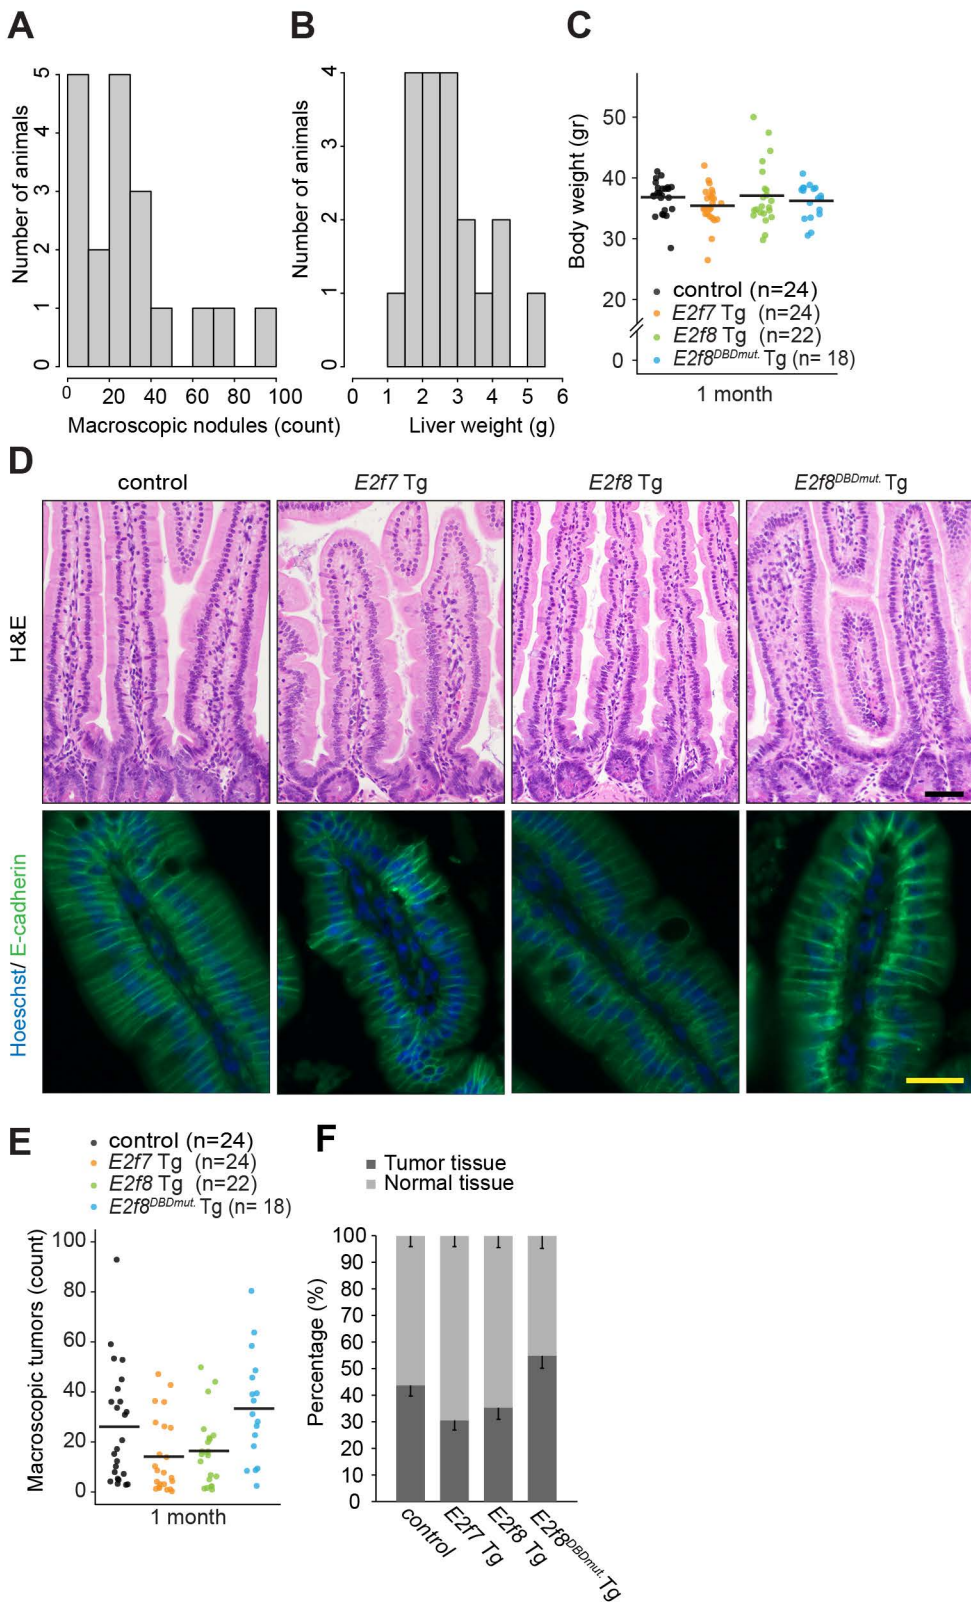 A
B
C
5
4
3
2
1
0
Number of animals
0
20
40
60
80
100
Macroscopic nodules (count)
4
3
2
1
0
Number of animals
0
1
2
3
4
5
6
Liver weight (g)
50
40
30
20
0
Body weight (gr)
control (n=24)
E2f7 Tg (n=24)
E2f8 Tg (n=22)
E2f8DBDmut. Tg (n= 18)
1 month
D
control
E2f7 Tg
E2f8 Tg
E2f8DBDmut. Tg
H&E
Hoeschst/ E-cadherin
E
control (n=24)
E2f7 Tg (n=24)
E2f8 Tg (n=22)
E2f8DBDmut. Tg (n= 18)
100
80
60
40
20
0
Macroscopic tumors (count)
1 month
F
Tumor tissue
Normal tissue
100
90
80
70
60
50
40
30
20
10
0
Percentage (%)
control
E2f7 Tg
E2f8 Tg
E2f8DBDmut. Tg